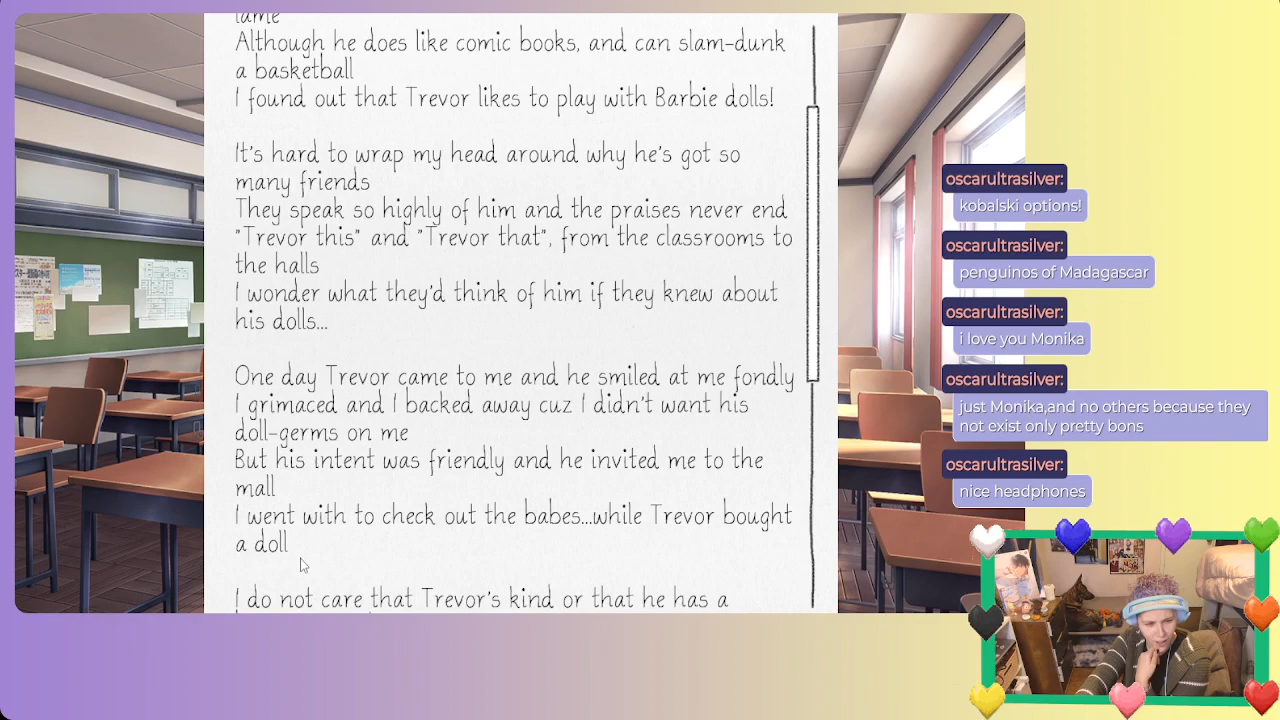 lame
Although he does like comic books, and can slam-dunk
a basketball
I found out that Trevor likes to play with Barbie dolls!
It's hard to wrap my head around why he's got so
many friends
They speak so highly of him and the praises never end
"Trevor this" and "Trevor that", from the classrooms to
the halls
I wonder what they'd think of him if they knew about
his dolls...
One day Trevor came to me and he smiled at me fondly
I grimaced and I backed away cuz I didn't want his
doll-germs on me
But his intent was friendly and he invited me to the
mall
I went with to check out the babes...while Trevor bought
a doll
I do not care that Trevor's kind or that he has a
oscarultrasilver:
kobalski options!
oscarultrasilver:
penguinos of Madagascar
oscarultrasilver:
i love you Monika
oscarultrasilver:
just Monika,and no others because they
not exist only pretty bons
oscarultrasilver:
nice headphones